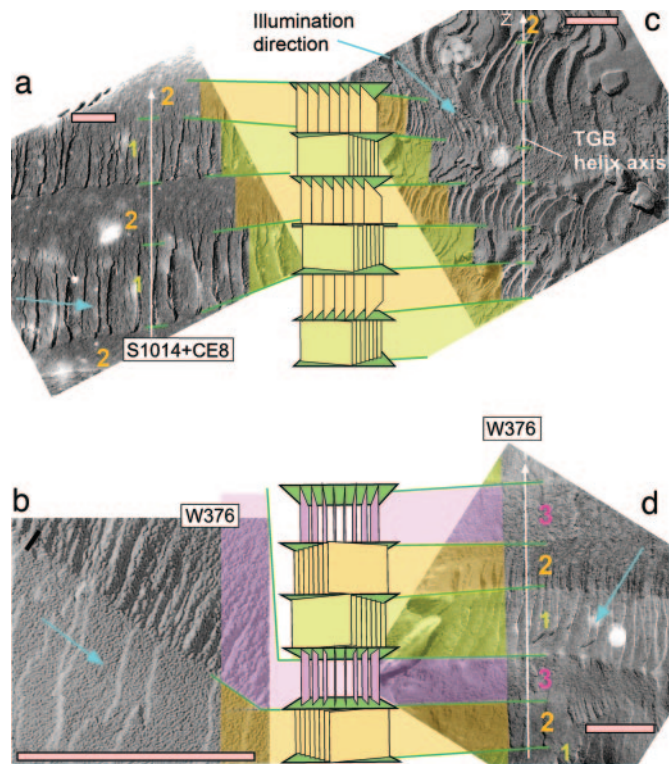 a
Illumination
direction
c
Z
2
2
1
2
1
2
TGB
helix axis
S1014+CE8
b
W376
W376
d
3
2
1
3
2
1